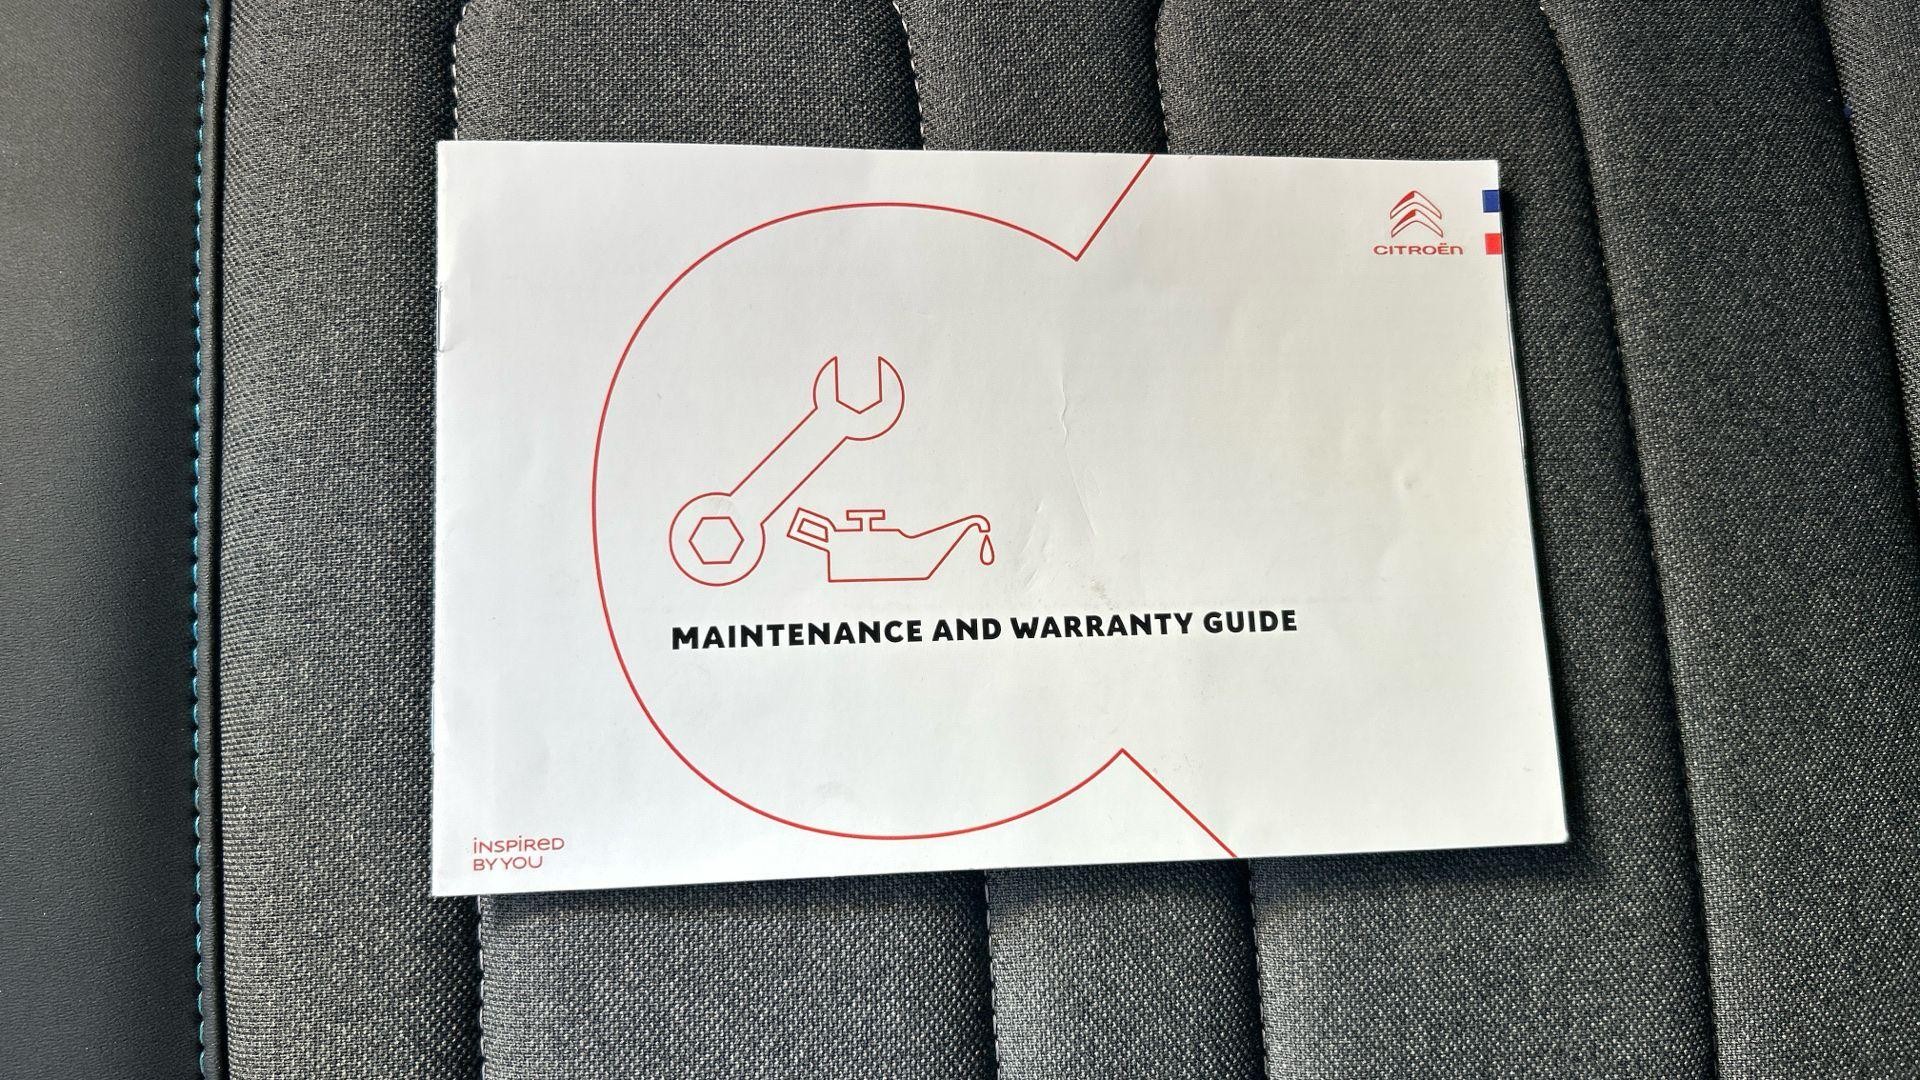 CITROËN
MAINTENANCE AND WARRANTY GUIDE
INSPIRED
BY YOU